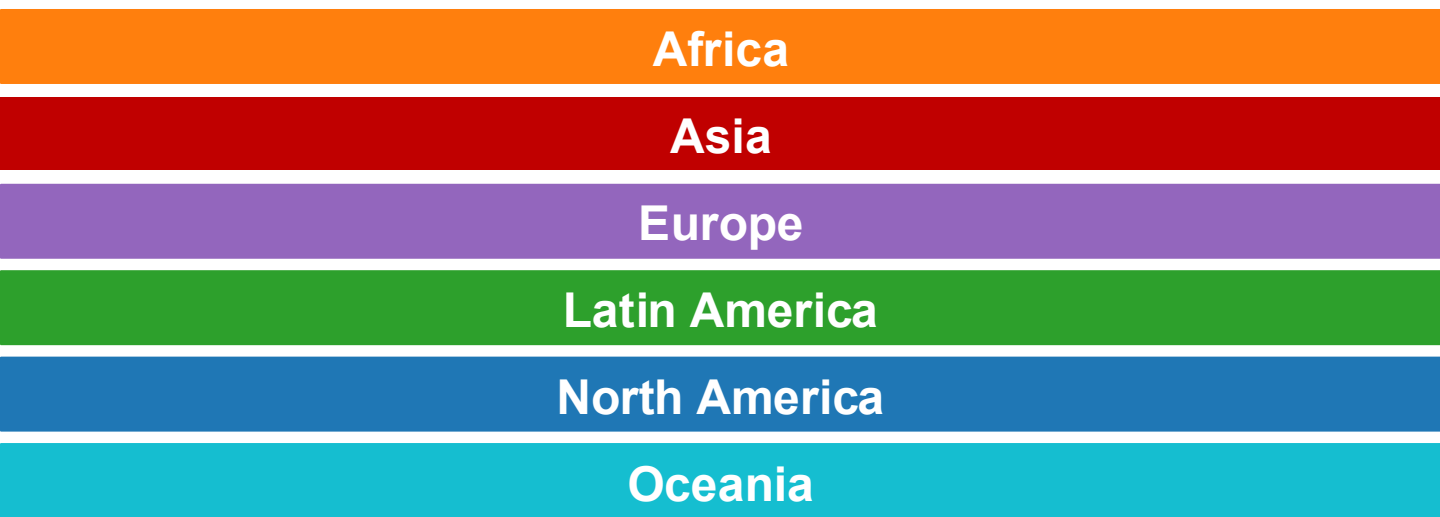 Africa
Asia
Europe
Latin America
North America
Oceania